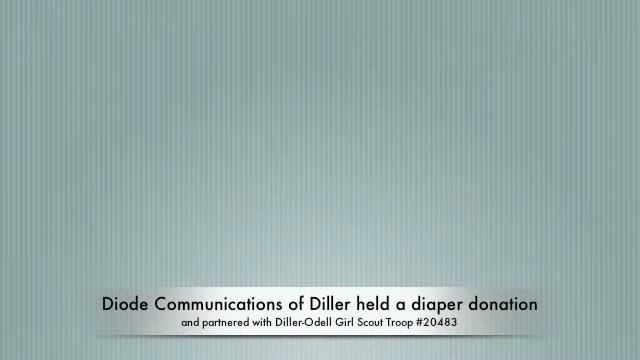 Diode Communications of Diller held a diaper donation
and partnered with Diller-Odell Girl Scout Troop #20483